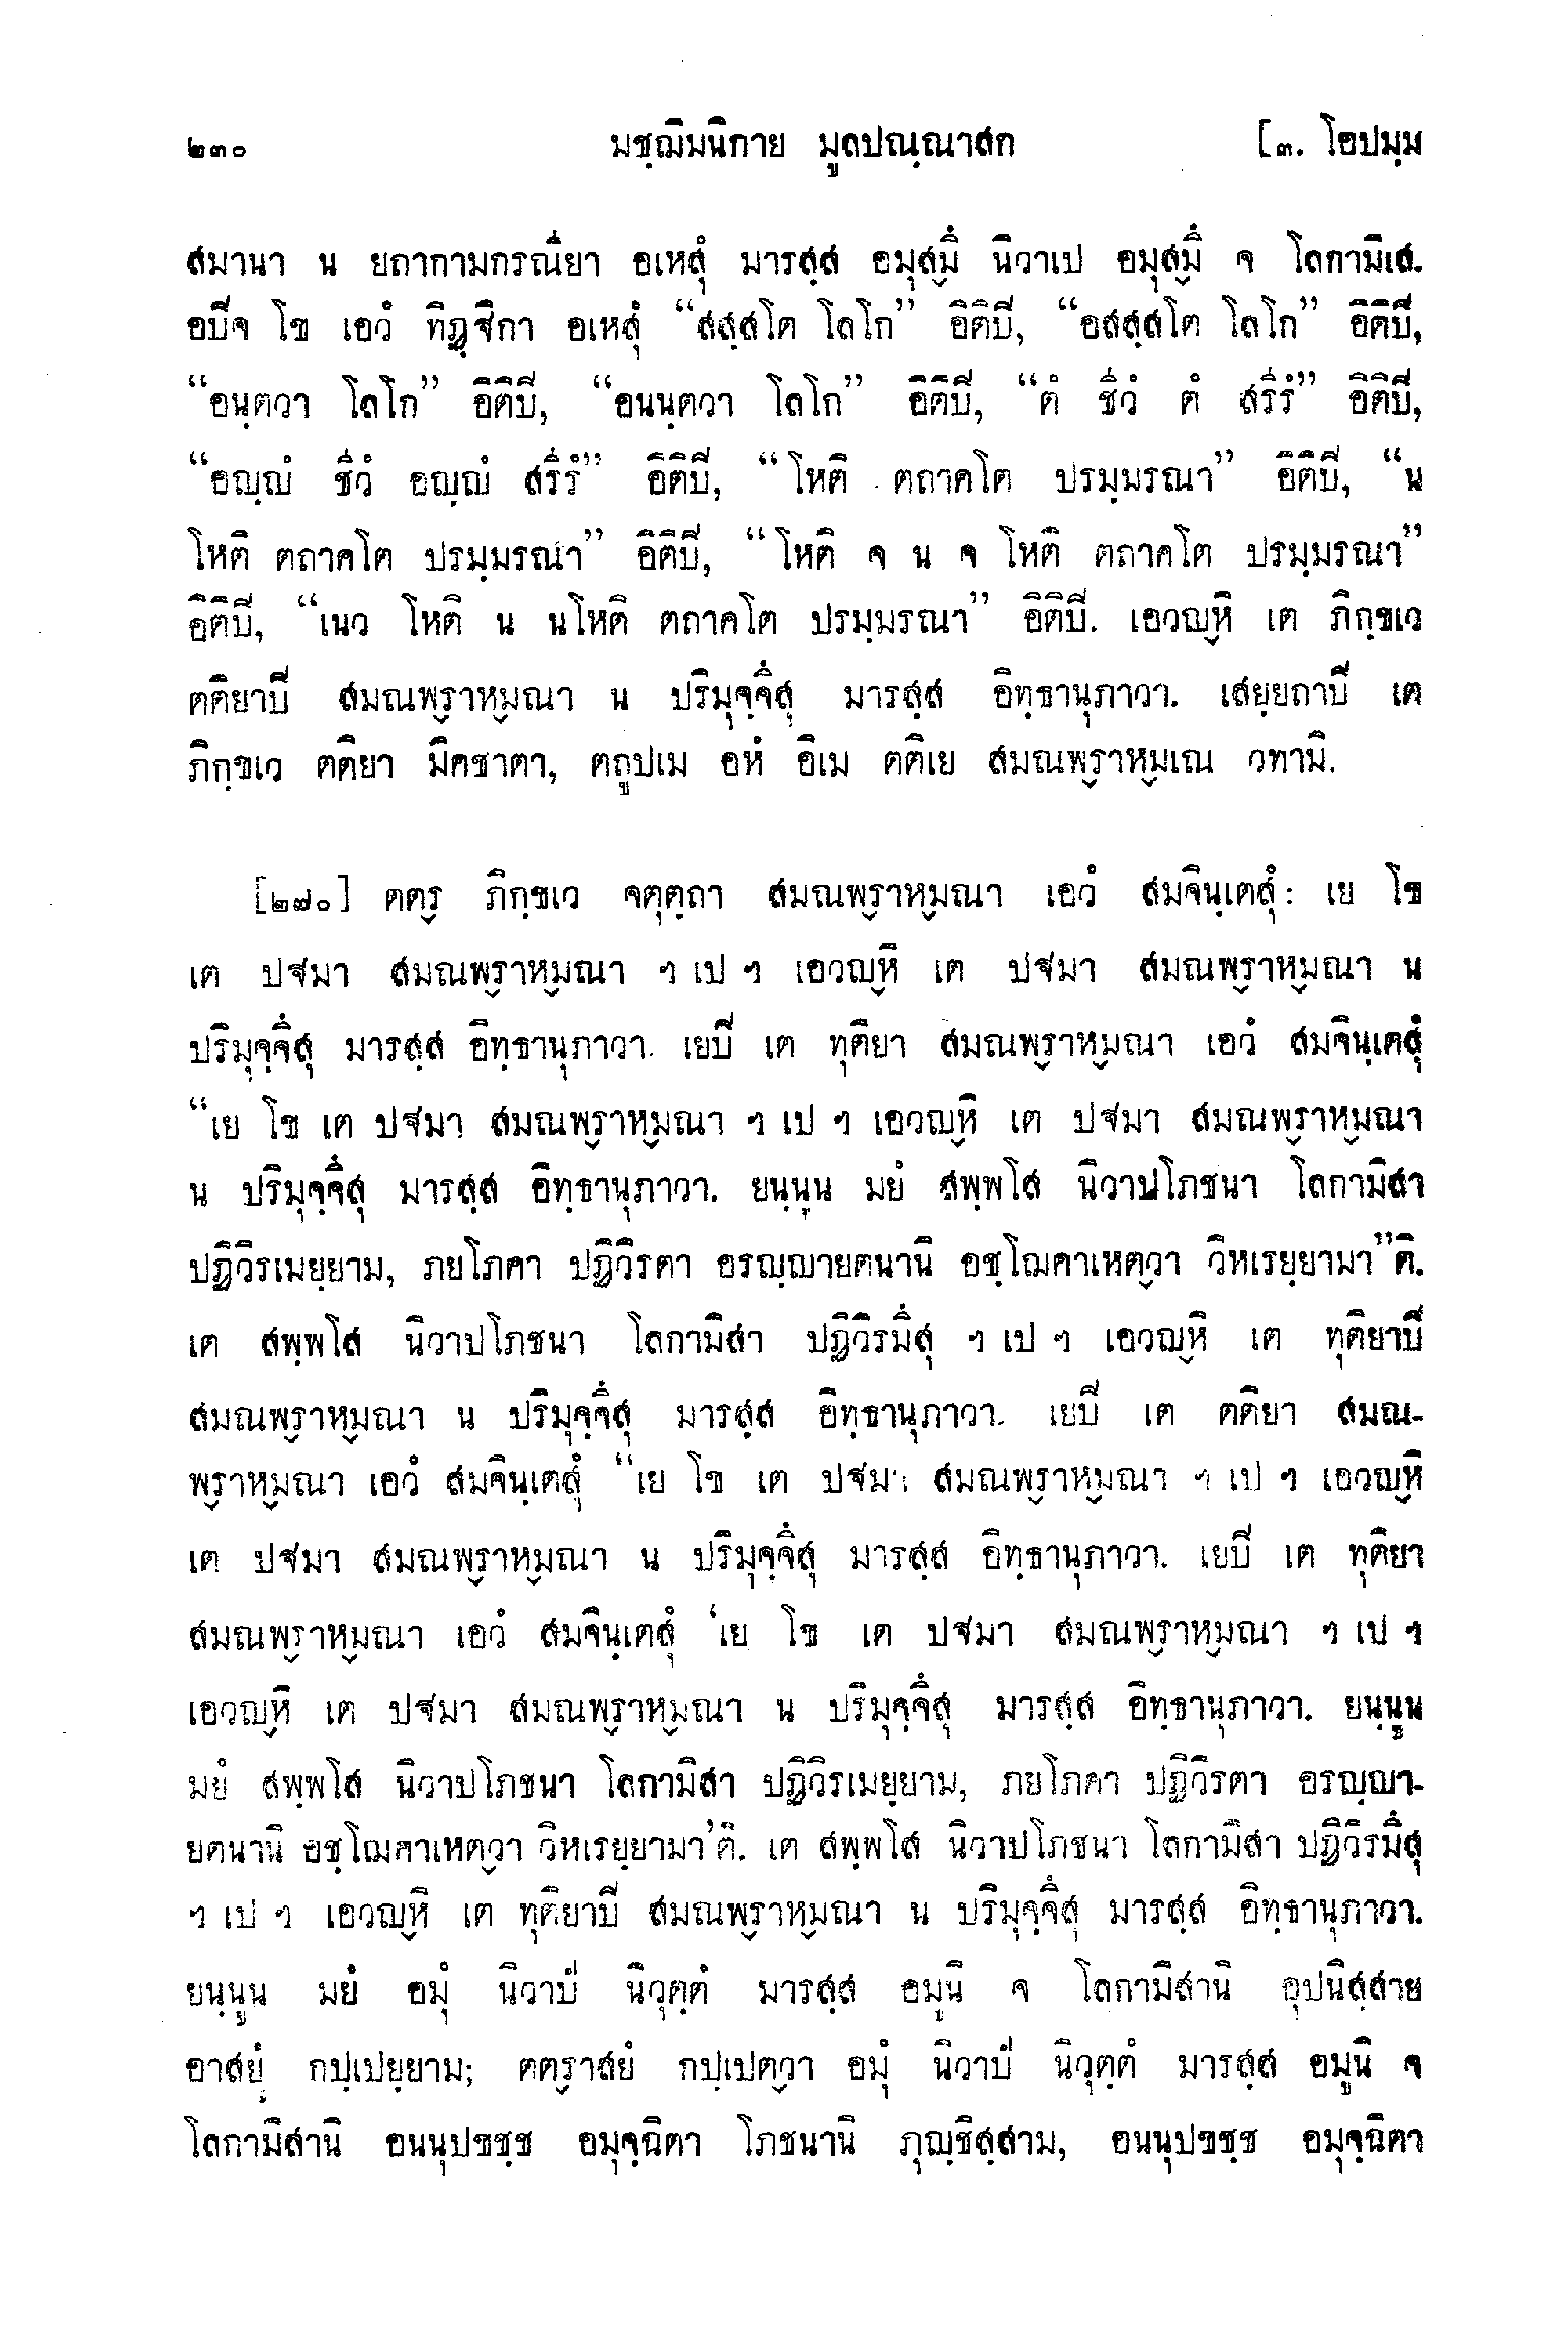 ๒๓๐ มชฺฌิมนิกาย มูลปณฺณาสก [๓. โอปมฺม
สมานา น ยถากามกรณียา อเหสุํ มารสฺส อมุสฺมิํ นิวาเป อมุสฺมิํ จ โลกามิเส.
อปิจ โข เอวํ ทิฏฺฐิกา อเหสุํ “สสฺสโต โลโก” อิติปิ, “อสสฺสโต โลโก” อิติปิ,
“อนฺตวา โลโก” อิติปิ, “อนนฺตวา โลโก” อิติปิ, “ตํ ชีวํ ตํ สรีรํ” อิติปิ,
“อญฺญํ ชีวํ อญฺญํ สรีรํ” อิติปิ, “โหติ ตถาคโต ปรมฺมรณา” อิติปิ, “น
โหติ ตถาคโต ปรมฺมรณา” อิติปิ, “โหติ จ น จ โหติ ตถาคโต ปรมฺมรณา”
อิติปิ, “เนว โหติ น นโหติ ตถาคโต ปรมฺมรณา” อิติปิ. เอวญฺหิ เต ภิกฺขเว
ตติยาปิ สมณพฺราหฺมณา น ปริมุจฺจิํสุ มารสฺส อิทฺธานุภาวา. เสยฺยถาปิ เต
ภิกฺขเว ตติยา มิคชาตา, ตถูปเม อหํ อิเม ตติเย สมณพฺราหฺมเณ วทามิ.
[๒๗๐] ตตฺร ภิกฺขเว จตุตฺถา สมณพฺราหฺมณา เอวํ สมจินฺเตสุํ: เย โข
เต ปฐมา สมณพฺราหฺมณา ฯ เป ฯ เอวญฺหิ เต ปฐมา สมณพฺราหฺมณา น
ปริมุจฺจิํสุ มารสฺส อิทฺธานุภาวา. เยปิ เต ทุติยา สมณพฺราหฺมณา เอวํ สมจินฺเตสุํ
“เย โข เต ปฐมา สมณพฺราหฺมณา ฯ เป ฯ เอวญฺหิ เต ปฐมา สมณพฺราหฺมณา
น ปริมุจฺจิํสุ มารสฺส อิทฺธานุภาวา. ยนฺนูน มยํ สพฺพโส นิวาปโภชนา โลกามิสา
ปฏิวิรเมยฺยาม, ภยโภคา ปฏิวิรตา อรญฺญายตนานิ อชฺโฌคาเหตฺวา วิหเรยฺยามา”ติ.
เต สพฺพโส นิวาปโภชนา โลกามิสา ปฏิวิรมิํสุ ฯ เป ฯ เอวญฺหิ เต ทุติยาปิ
สมณพฺราหฺมณา น ปริมุจฺจิํสุ มารสฺส อิทฺธานุภาวา. เยปิ เต ตติยา สมณ-
พฺราหฺมณา เอวํ สมจินฺเตสุํ “เย โข เต ปฐมา สมณพฺราหฺมณา ฯ เป ฯ เอวญฺหิ
เต ปฐมา สมณพฺราหฺมณา น ปริมุจฺจิํสุ มารสฺส อิทฺธานุภาวา. เยปิ เต ทุติยา
สมณพฺราหฺมณา เอวํ สมจินฺเตสุํ ‘เย โข เต ปฐมา สมณพฺราหฺมณา ฯ เป ฯ
เอวญฺหิ เต ปฐมา สมณพฺราหฺมณา น ปริมุจฺจิํสุ มารสฺส อิทฺธานุภาวา. ยนฺนูน
มยํ สพฺพโส นิวาปโภชนา โลกามิสา ปฏิวิรเมยฺยาม, ภยโภคา ปฏิวิรตา อรญฺญา-
ยตนานิ อชฺโฌคาเหตฺวา วิหเรยฺยามา’ติ. เต สพฺพโส นิวาปโภชนา โลกามิสา ปฏิวิรมิํสุ
ฯ เป ฯ เอวญฺหิ เต ทุติยาปิ สมณพฺราหฺมณา น ปริมุจฺจิํสุ มารสฺส อิทฺธานุภาวา.
ยนฺนูน มยํ อมุํ นิวาปํ นิวุตฺตํ มารสฺส อมูนิ จ โลกามิสานิ อุปนิสฺสาย
อาสยํ กปฺเปยฺยาม; ตตฺราสยํ กปฺเปตฺวา อมุํ นิวาปํ นิวุตฺตํ มารสฺส อมูนิ จ
โลกามิสานิ อนนุปขชฺช อมุจฺฉิตา โภชนานิ ภุญฺชิสฺสาม, อนนุปขชฺช อมุจฺฉิตา